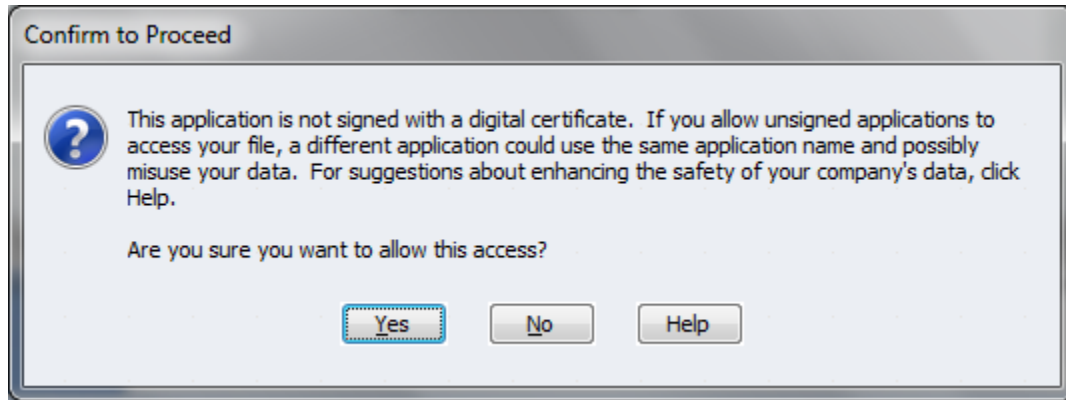 Confirm to Proceed
This application is not signed with a digital certificate.  If you allow unsigned applications to
access your file, a different application could use the same application name and possibly
misuse your data.  For suggestions about enhancing the safety of your company's data, click
Help.
Are you sure you want to allow this access?
Yes No Help